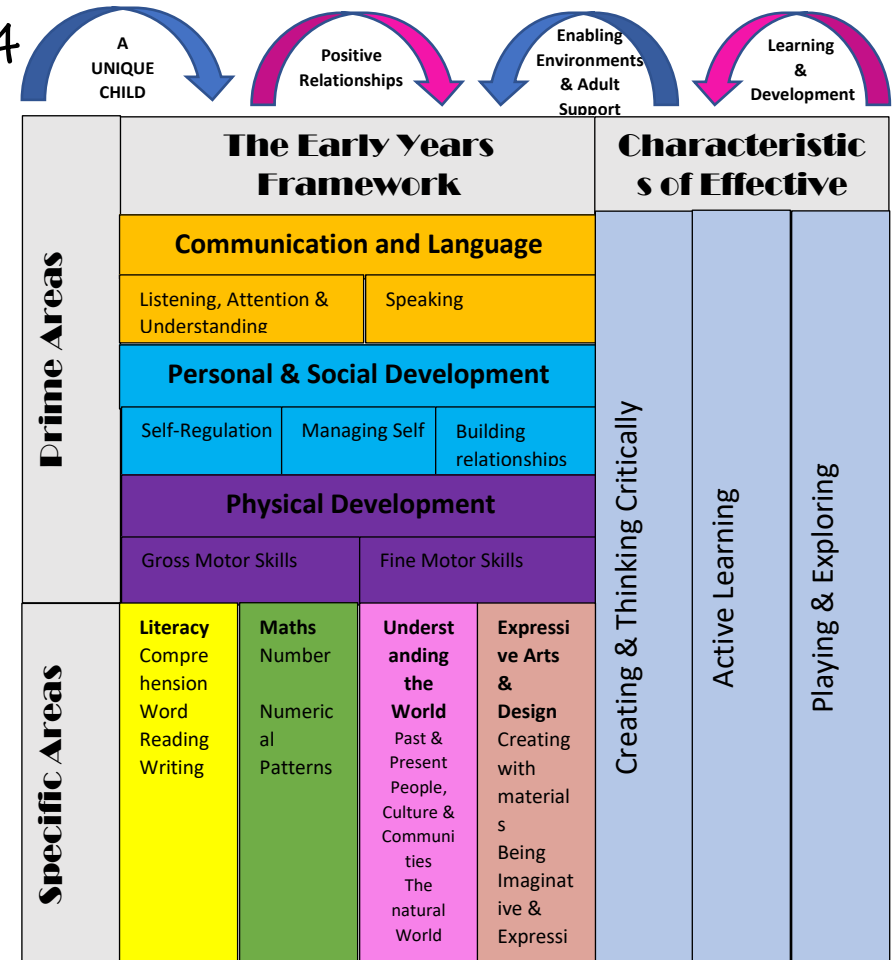 A
UNIQUE
CHILD
Positive
Relationships
Enabling
Environments
& Adult
Support
Learning
&
Development
The Early Years
Framework
Characteristic
s of Effective
Prime Areas
Communication and Language
Listening, Attention &
Understanding
Speaking
Personal & Social Development
Self-Regulation
Managing Self
Building
relationships
Physical Development
Gross Motor Skills
Fine Motor Skills
Specific Areas
Literacy
Compre
hension
Word
Reading
Writing
Maths
Number
Numeric
al
Patterns
Underst
anding
the
World
Past &
Present
People,
Culture &
Communi
ties
The
natural
World
Expressi
ve Arts
&
Design
Creating
with
material
s
Being
Imaginat
ive &
Expressi
Creating & Thinking Critically
Active Learning
Playing & Exploring